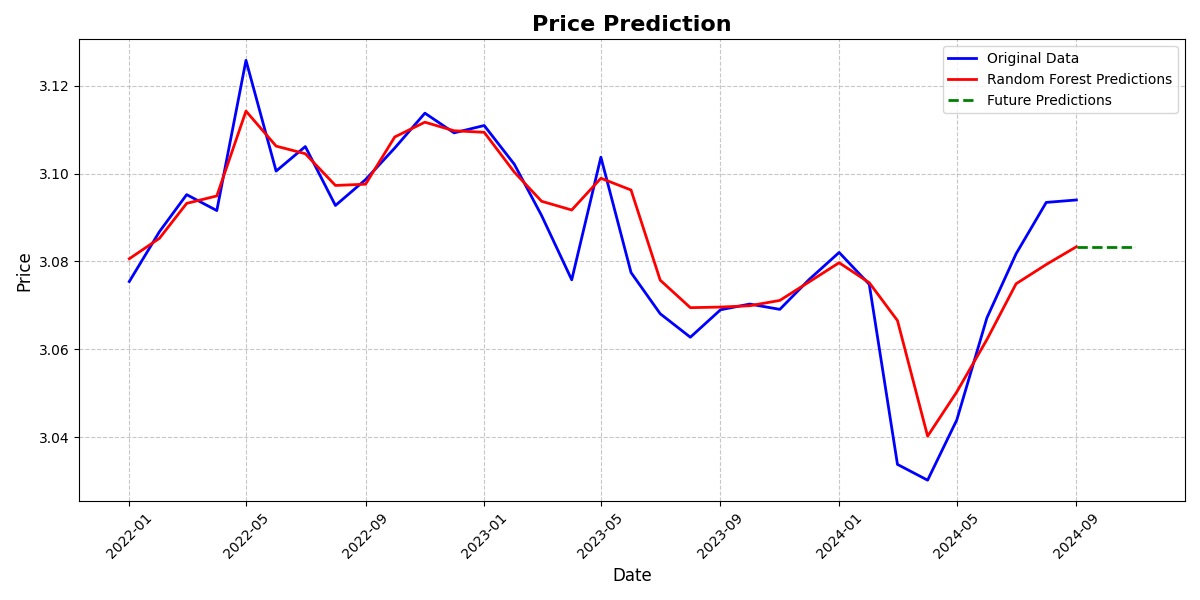 Price Prediction
Original Data
Random Forest Predictions
Future Predictions
Price
3.12
3.10
3.08
3.06
3.04
2022-01
2022-05
2022-09
2023-01
2023-05
2023-09
2024-01
2024-05
2024-09
Date